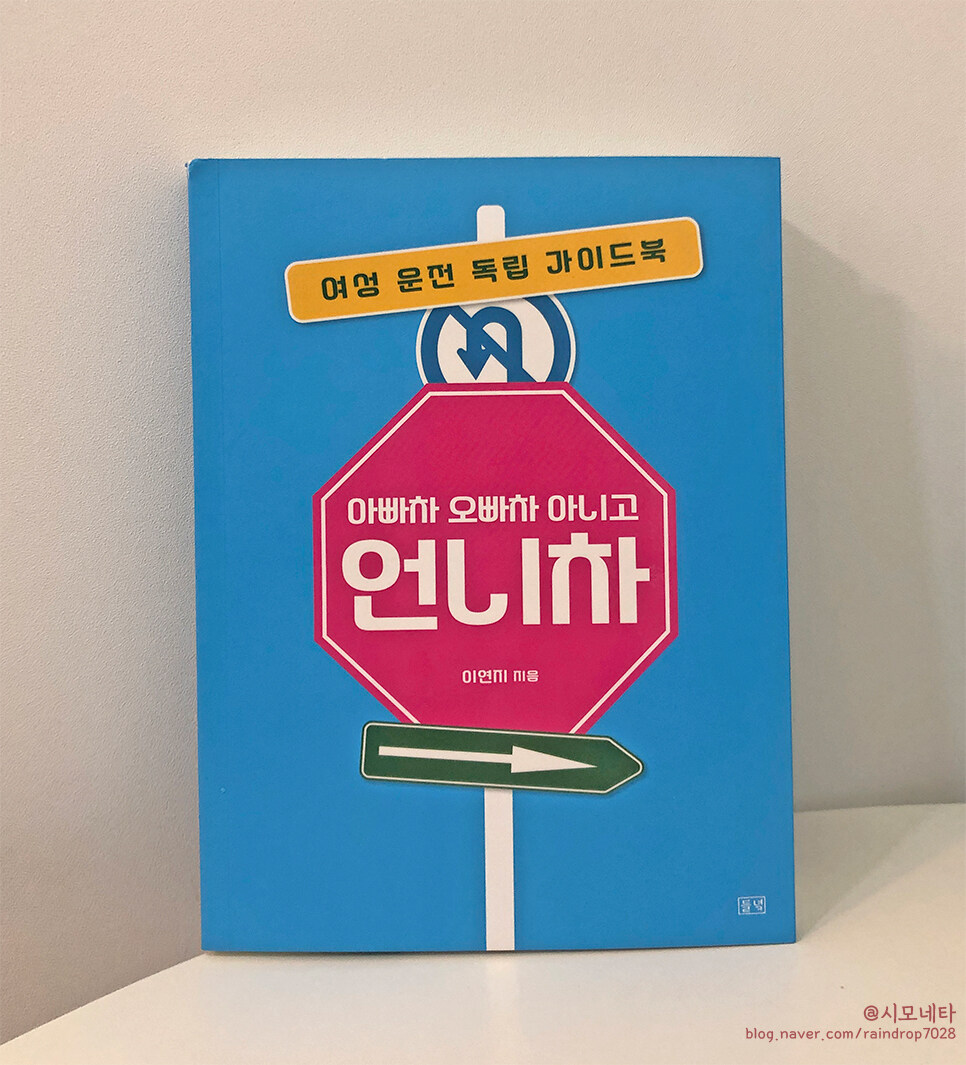 여성 운전 독립 가이드북
아빠차 오빠차 아니고
언니차
이연지 지음
들녘
@시모네타
blog.naver.com/raindrop7028